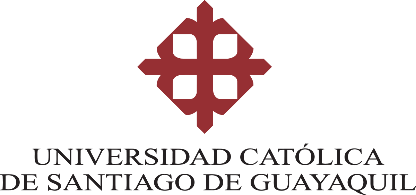 UNIVERSIDAD CATÓLICA
DE SANTIAGO DE GUAYAQUIL